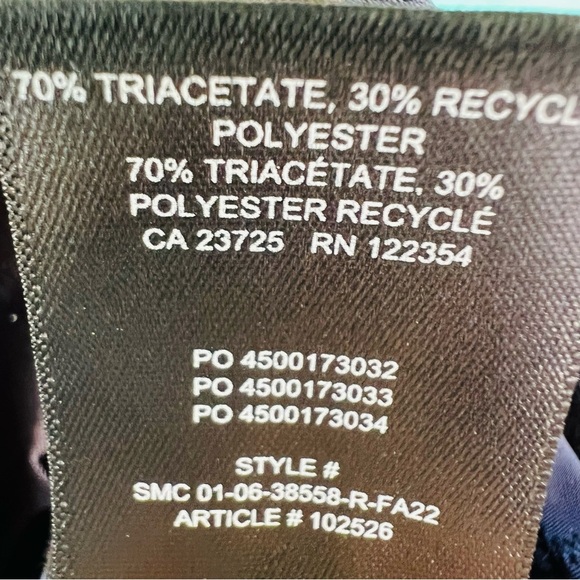 70% TRIACETATE, 30% RECYCL
POLYESTER
70% TRIACÉTATE, 30%
POLYESTER RECYCLÉ
CA 23725 RN 122354
PO 4500173032
PO 4500173033
PO 4500173034
STYLE #
SMC 01-06-38558-R-FA22
ARTICLE # 102526